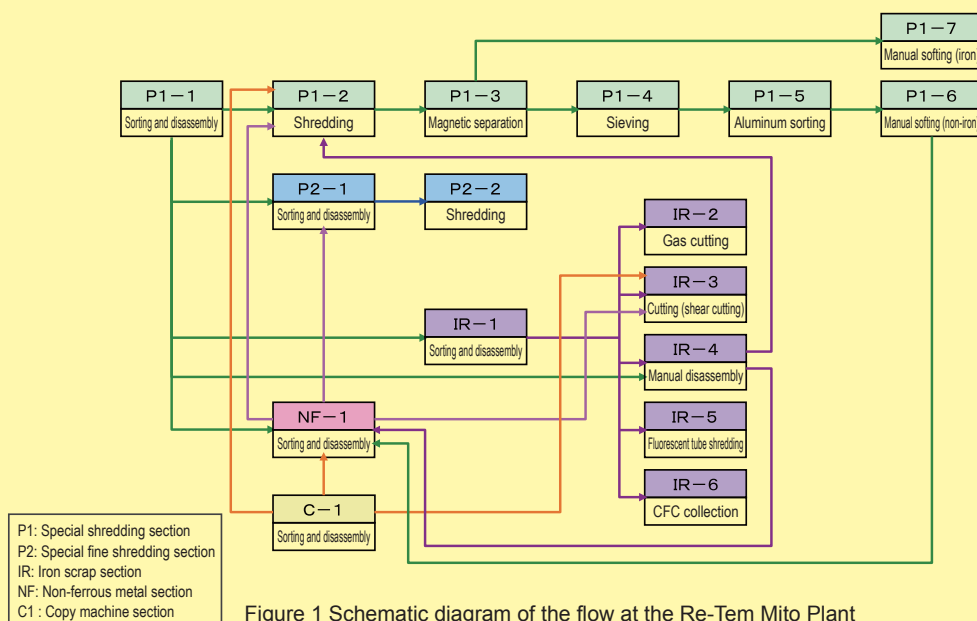 P1-7
Manual softing (iron
P1-1
Sorting and disassembly
P1-2
Shredding
P1-3
Magnetic separation
P1-4
Sieving
P1-5
Aluminum sorting
P1-6
Manual softing (non-iron
P2-1
Sorting and disassembly
P2-2
Shredding
IR-2
Gas cutting
IR-3
Cutting (shear cutting)
IR-1
Sorting and disassembly
IR-4
Manual disassembly
NF-1
Sorting and disassembly
IR-5
Fluorescent tube shredding
IR-6
CFC collection
C-1
Sorting and disassembly
P1: Special shredding section
P2: Special fine shredding section
IR: Iron scrap section
NF: Non-ferrous metal section
C1 : Copy machine section
Figure 1 Schematic diagram of the flow at the Re-Tem Mito Plant